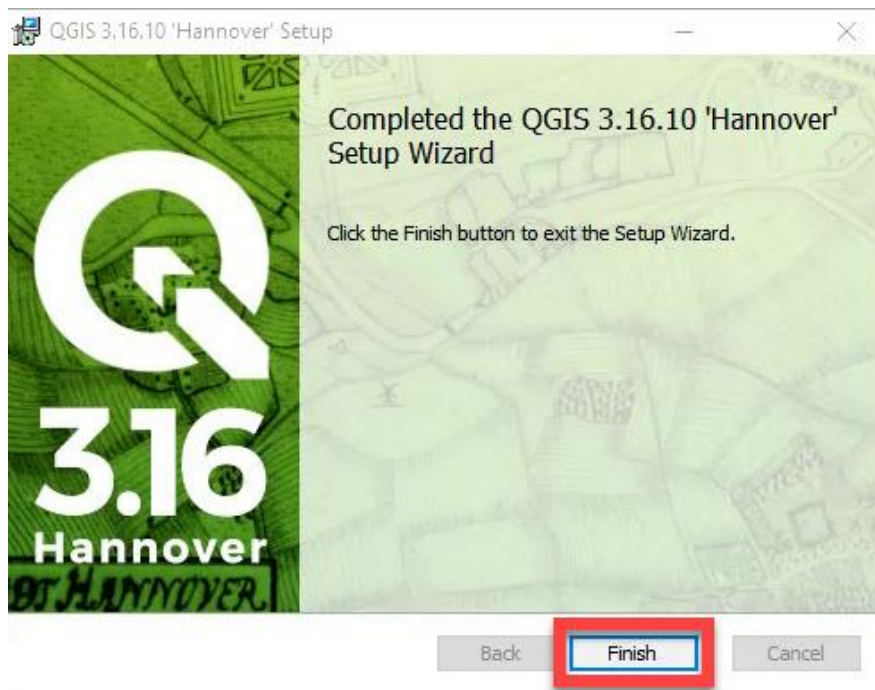 QGIS 3.16.10 'Hannover' Setup
Completed the QGIS 3.16.10 'Hannover'
Setup Wizard
Click the Finish button to exit the Setup Wizard.
3.16
Hannover
HANNOVER
Back
Finish
Cancel